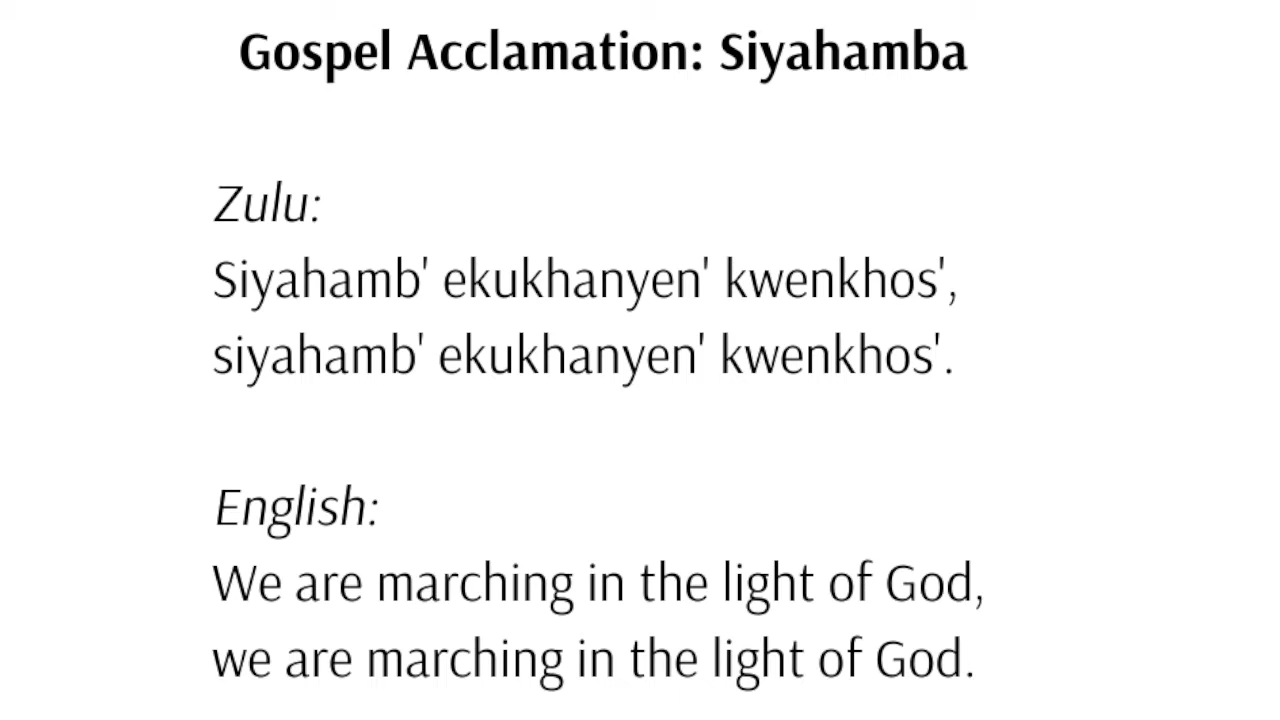 Gospel Acclamation: Siyahamba
Zulu:
Siyahamb' ekukhanyen' kwenkhos',
siyahamb' ekukhanyen' kwenkhos'.
English:
We are marching in the light of God,
we are marching in the light of God.